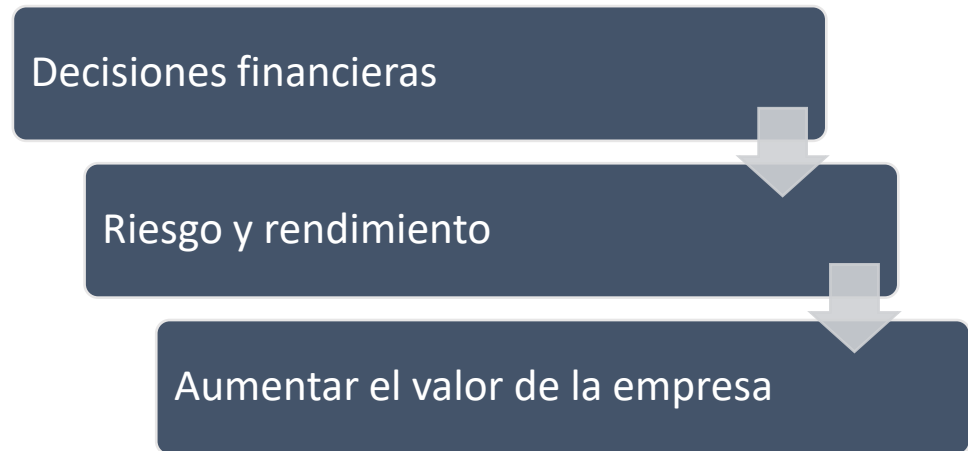 Decisiones financieras
Riesgo y rendimiento
Aumentar el valor de la empresa